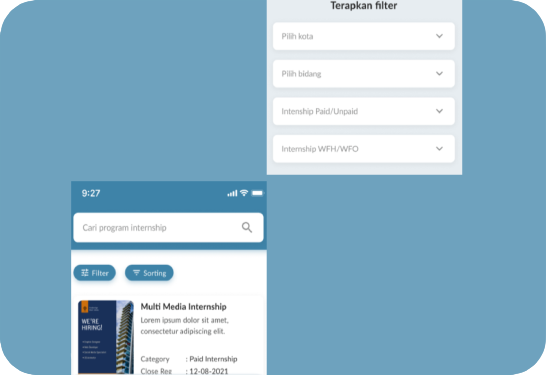 Terapkan filter
Pilih kota
Pilih bidang
Intenship Paid/Unpaid
Internship WFH/WFO
9:27
Cari program internship
Filter
Sorting
WE'RE
HIRING!
Multi Media Internship
Lorem ipsum dolor sit amet,
consectetur adipiscing elit.
Category : Paid Internship
Close Reg : 12-08-2021